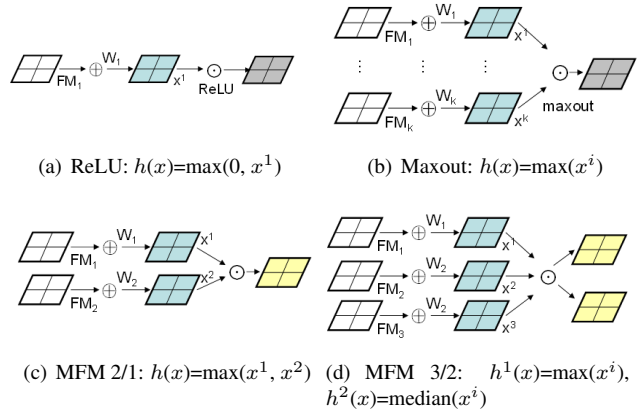 FM₁ ⊕ W₁ x¹ ⊙ ReLU
(a) ReLU: h(x)=max(0, x¹)
FM₁ ⊕ W₁ x¹
⋮ ⋮ ⋮
⊙ maxout
FMₖ ⊕ Wₖ xᵏ
(b) Maxout: h(x)=max(xⁱ)
FM₁ ⊕ W₁ x¹
⊙
FM₂ ⊕ W₂ x²
(c) MFM 2/1: h(x)=max(x¹, x²)
FM₁ ⊕ W₁ x¹
FM₂ ⊕ W₂ x² ⊙
FM₃ ⊕ W₂ x³
(d) MFM 3/2: h¹(x)=max(xⁱ),
h²(x)=median(xⁱ)